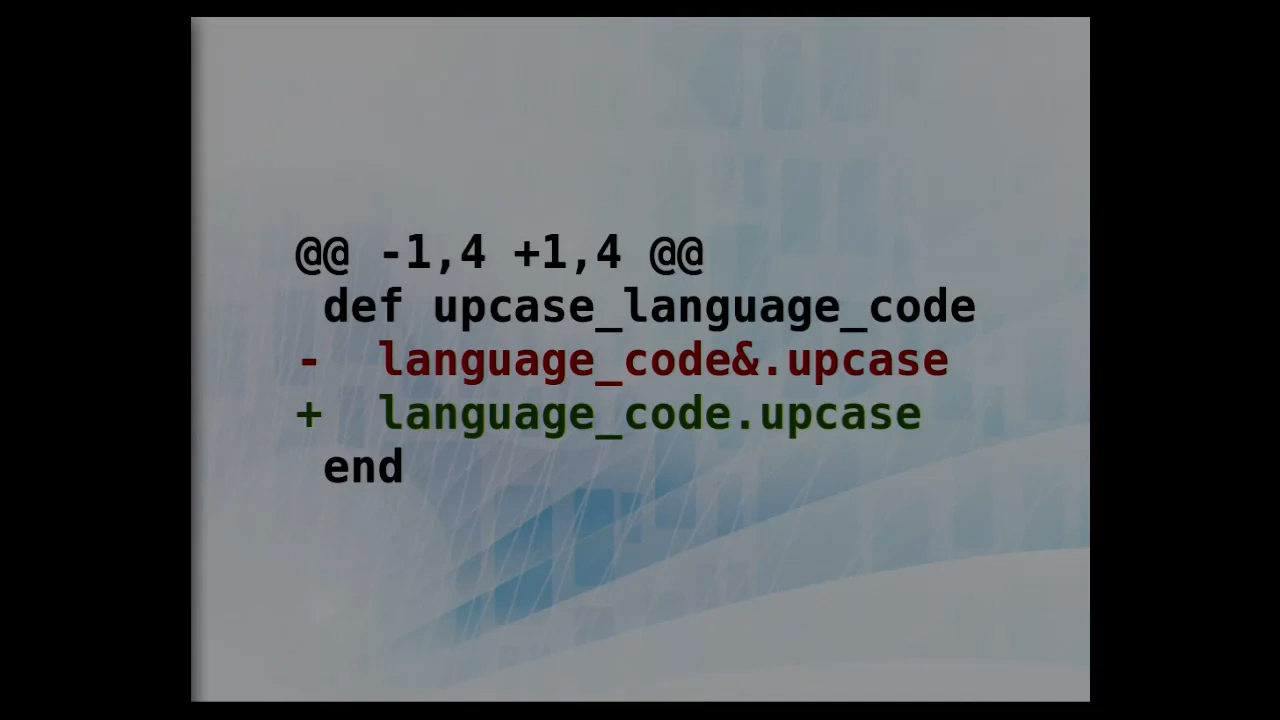 @@ -1,4 +1,4 @@
 def upcase_language_code
-  language_code&.upcase
+  language_code.upcase
 end